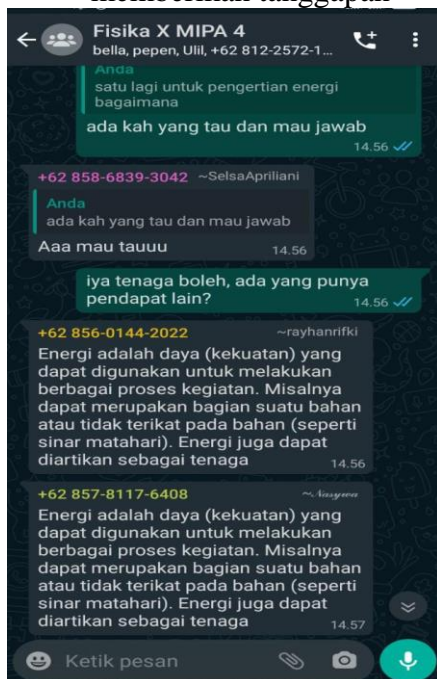 memberikan tanggapan
Fisika X MIPA 4
bella, pepen, Ulil, +62 812-2572-1...
Anda
satu lagi untuk pengertian energi
bagaimana
ada kah yang tau dan mau jawab
14.56
+62 858-6839-3042 ~SelsaApriliani
Anda
ada kah yang tau dan mau jawab
Aaa mau tauuu
14.56
iya tenaga boleh, ada yang punya
pendapat lain?
14.56
+62 856-0144-2022 ~rayhanrifki
Energi adalah daya (kekuatan) yang
dapat digunakan untuk melakukan
berbagai proses kegiatan. Misalnya
dapat merupakan bagian suatu bahan
atau tidak terikat pada bahan (seperti
sinar matahari). Energi juga dapat
diartikan sebagai tenaga
14.56
+62 857-8117-6408 ~Nasywa
Energi adalah daya (kekuatan) yang
dapat digunakan untuk melakukan
berbagai proses kegiatan. Misalnya
dapat merupakan bagian suatu bahan
atau tidak terikat pada bahan (seperti
sinar matahari). Energi juga dapat
diartikan sebagai tenaga
14.57
Ketik pesan